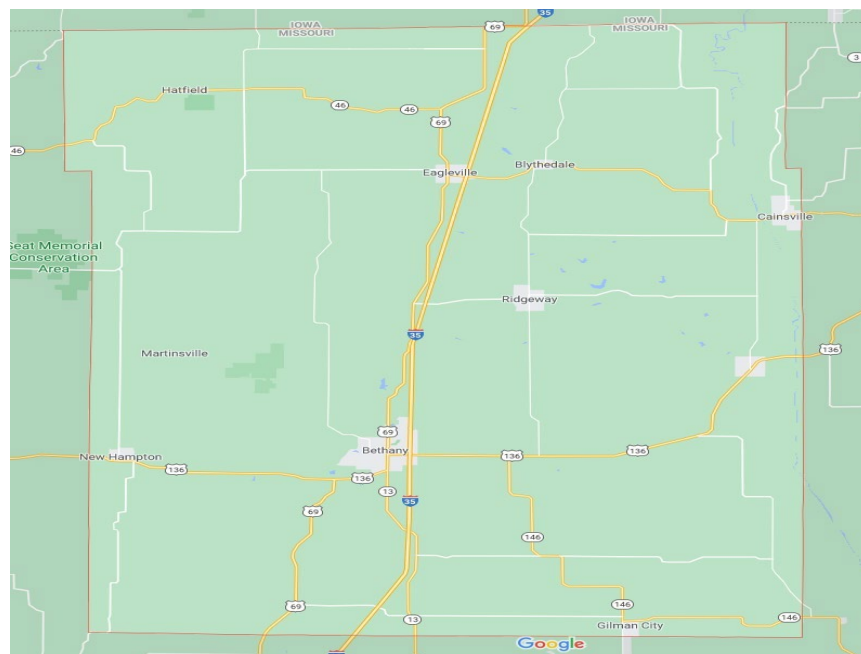 35
69
IOWA
MISSOURI
IOWA
MISSOURI
3
Hatfield
46
46
69
46
Eagleville
Blythedale
Cainsville
Seat Memorial
Conservation
Area
Ridgeway
35
136
Martinsville
69
Bethany
New Hampton
136
136
136
136
13
35
69
146
69
146
13
146
Gilman City
Google